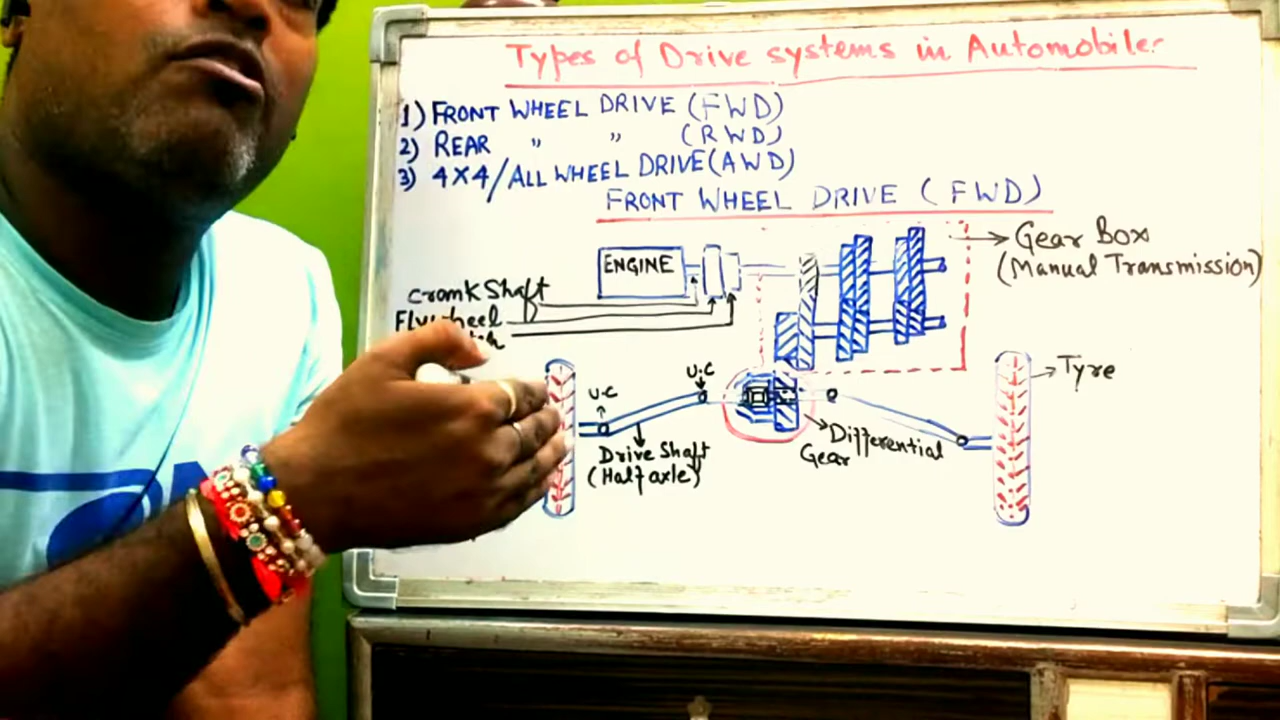 Types of Drive systems in Automobiles
1) FRONT WHEEL DRIVE (FWD)
2) REAR " " (RWD)
3) 4X4/ALL WHEEL DRIVE(AWD)
FRONT WHEEL DRIVE (FWD)
ENGINE
Gear Box
(Manual Transmission)
Cramk Shaft
Flywheel
U.C
U.C
Tyre
Drive Shaft
(Half axle)
Differential
Gear